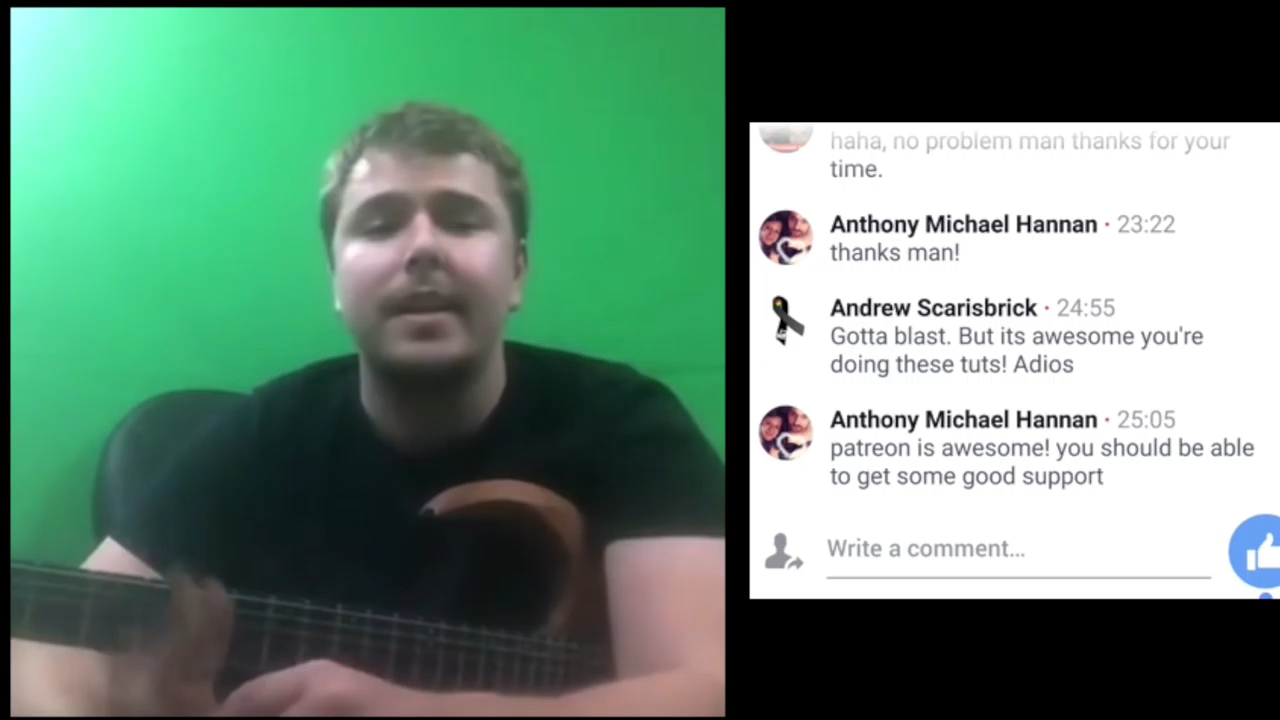 haha, no problem man thanks for your
time.
Anthony Michael Hannan · 23:22
thanks man!
Andrew Scarisbrick · 24:55
Gotta blast. But its awesome you're
doing these tuts! Adios
Anthony Michael Hannan · 25:05
patreon is awesome! you should be able
to get some good support
Write a comment...